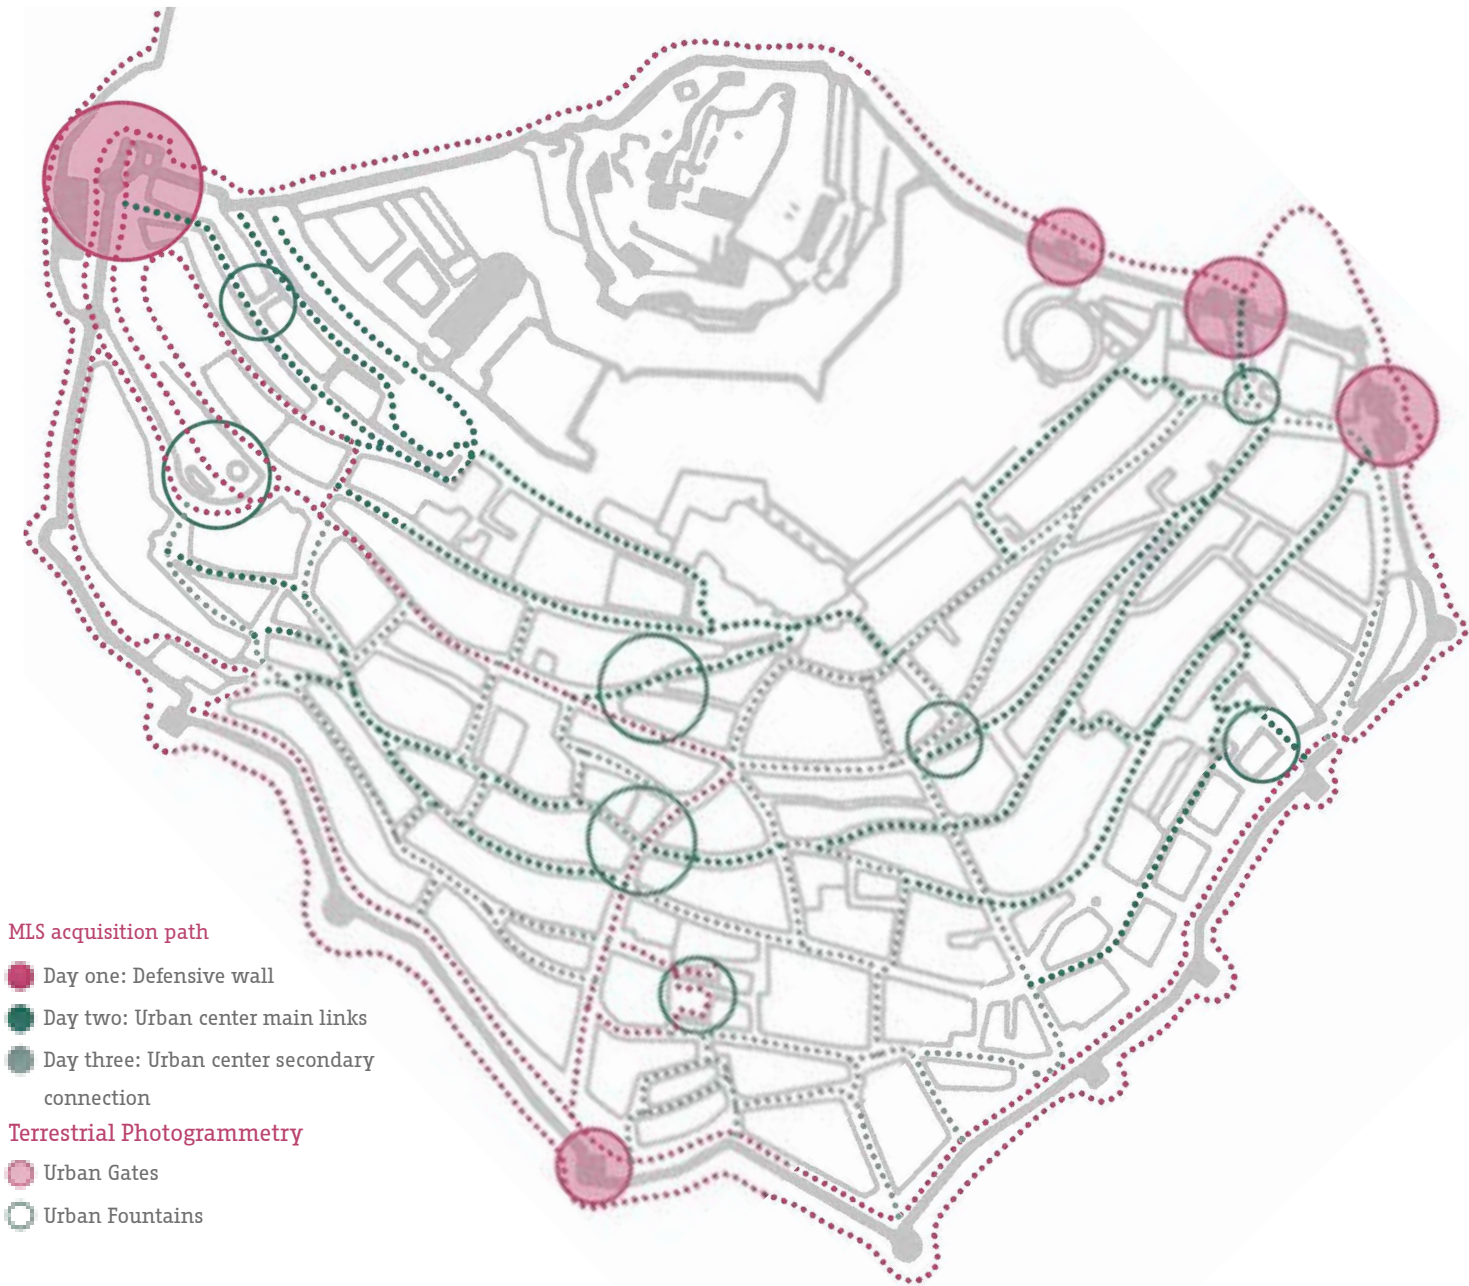 MLS acquisition path
Day one: Defensive wall
Day two: Urban center main links
Day three: Urban center secondary
connection
Terrestrial Photogrammetry
Urban Gates
Urban Fountains